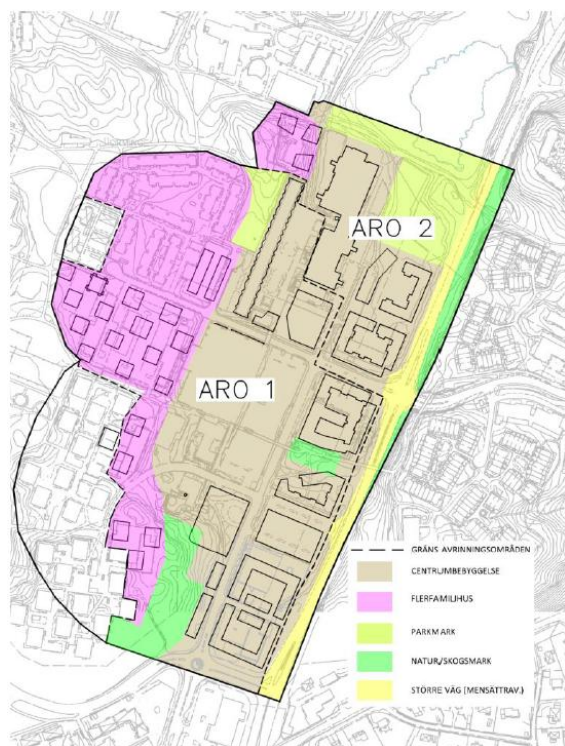 ARO 2
ARO 1
GRÄNS AVRINNINGSOMRÅDEN
CENTRUMBEBYGGELSE
FLERFAMILJHUS
PARKMARK
NATUR/SKOGSMARK
STÖRRE VÄG (MENSÄTTRAV.)